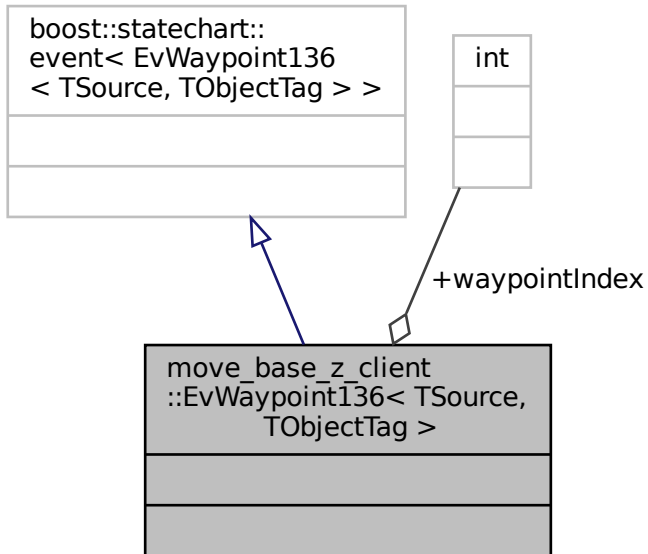 boost::statechart::
event< EvWaypoint136
< TSource, TObjectTag > >
int
+waypointIndex
move_base_z_client
::EvWaypoint136< TSource,
TObjectTag >